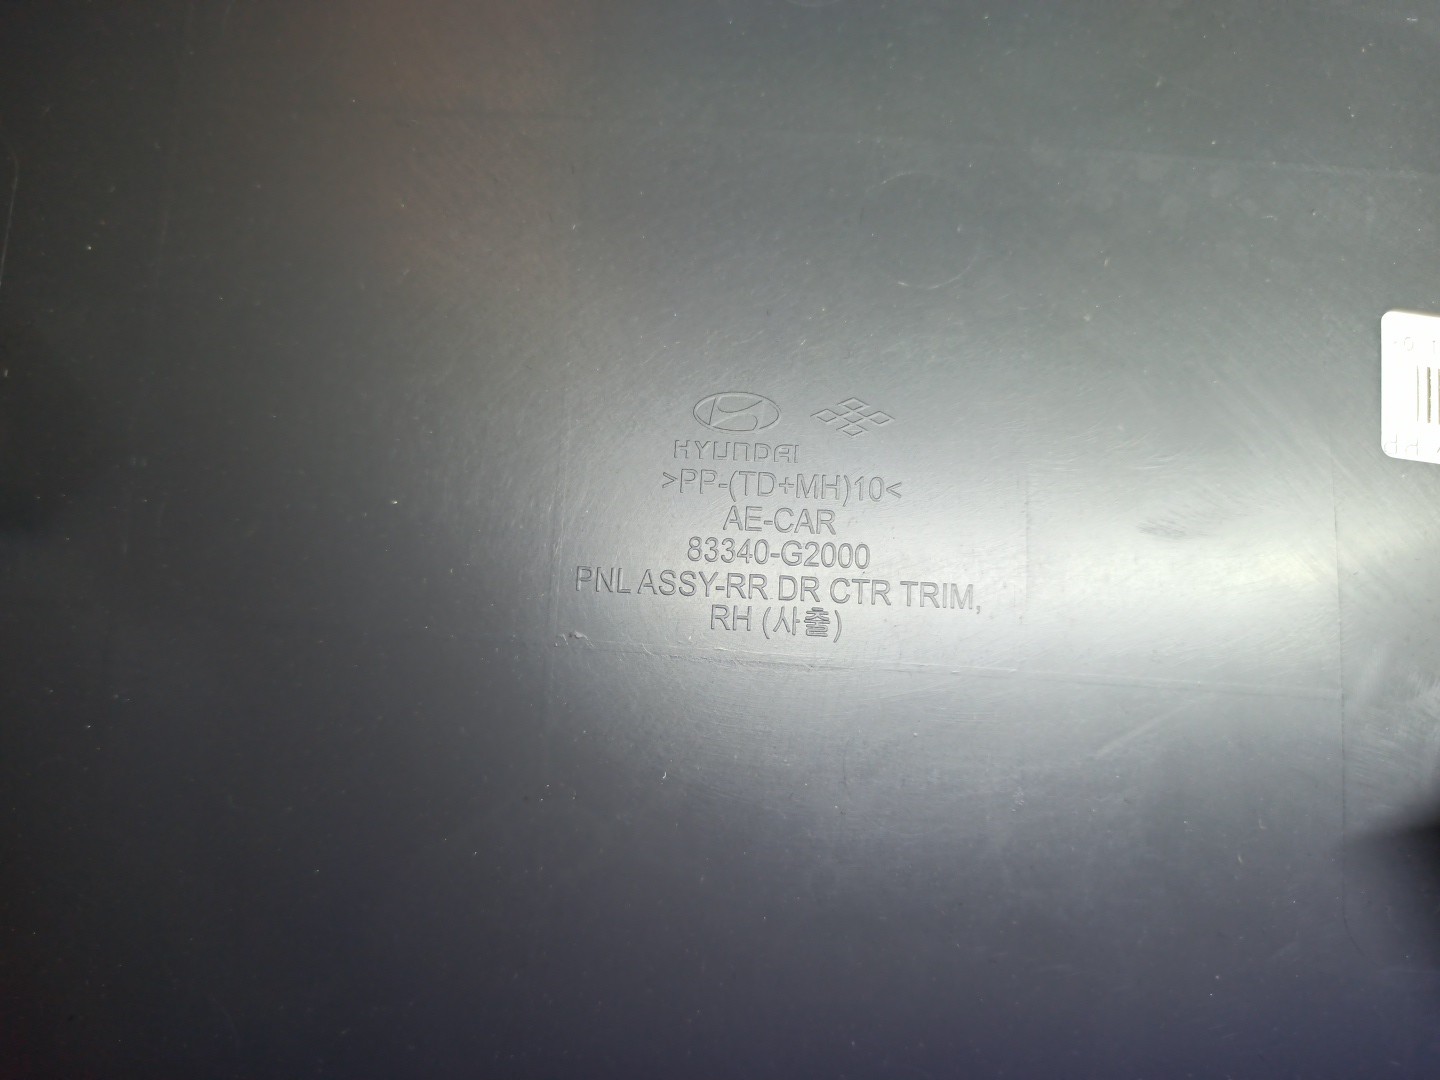 HYUNDAI
>PP-(TD+MH)10<
AE-CAR
83340-G2000
PNL ASSY-RR DR CTR TRIM,
RH (사출)